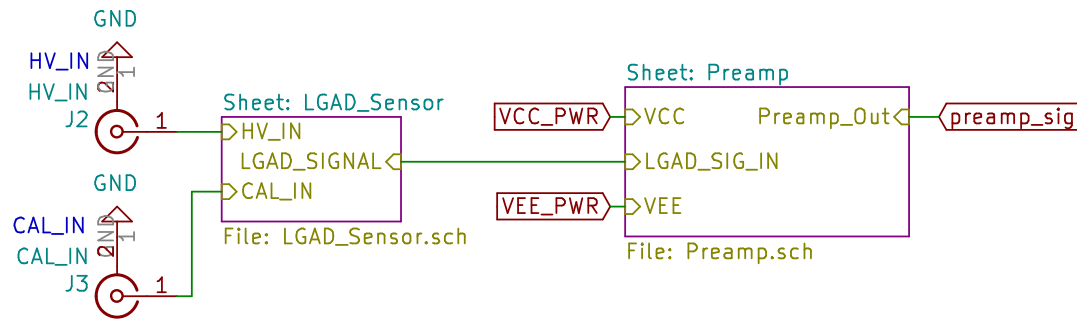 GND
HV_IN
HV_IN
J2
GND
1
2
1
Sheet: LGAD_Sensor
HV_IN
LGAD_SIGNAL
CAL_IN
File: LGAD_Sensor.sch
GND
CAL_IN
CAL_IN
J3
GND
1
2
1
Sheet: Preamp
VCC_PWR
VCC
Preamp_Out
preamp_sig
LGAD_SIG_IN
VEE_PWR
VEE
File: Preamp.sch